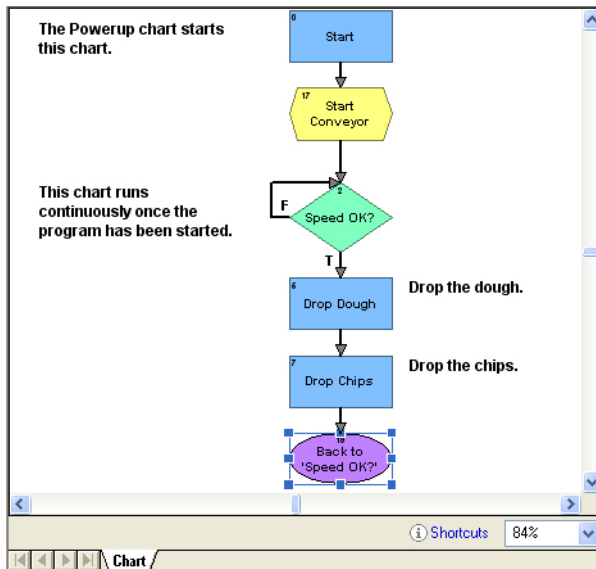 The Powerup chart starts
this chart.
0
Start
17
Start
Conveyor
This chart runs
continuously once the
program has been started.
2
Speed OK?
F
T
6
Drop Dough
Drop the dough.
7
Drop Chips
Drop the chips.
19
Back to
'Speed OK?'
Shortcuts
84%
Chart